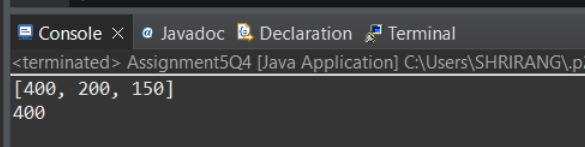 Console × @ Javadoc Declaration Terminal
<terminated> Assignment5Q4 [Java Application] C:\Users\SHRIRANG\.p
[400, 200, 150]
400